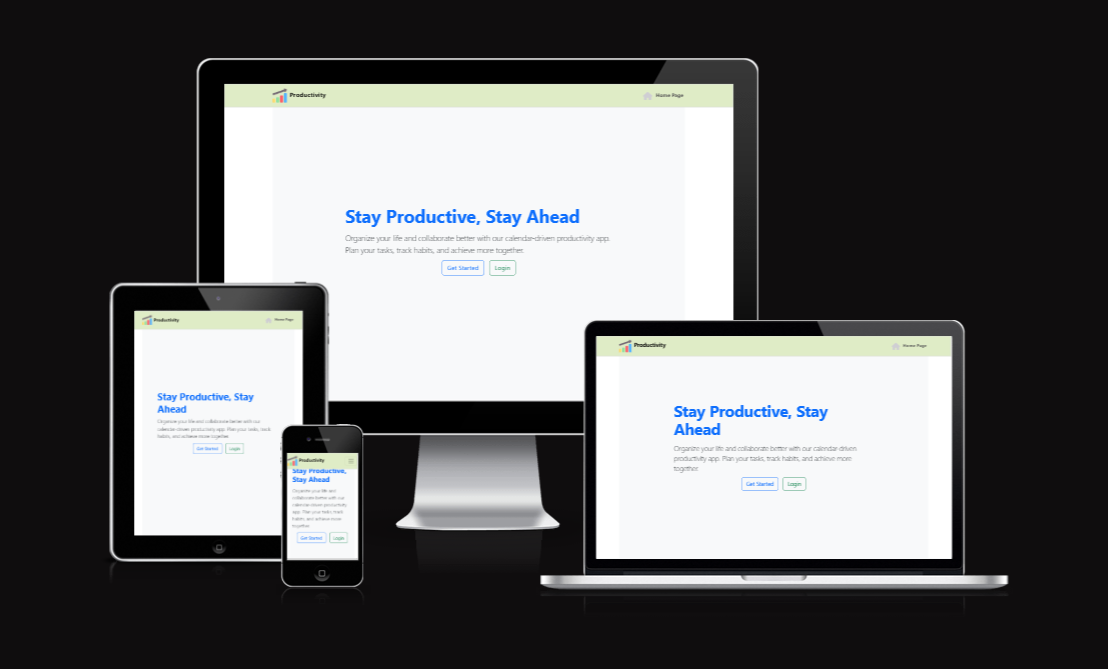 Productivity
Home Page
Stay Productive, Stay Ahead
Organize your life and collaborate better with our calendar-driven productivity app.
Plan your tasks, track habits, and achieve more together.
Get Started
Login
Productivity
Home Page
Stay Productive, Stay
Ahead
Organize your life and collaborate better with our
calendar-driven productivity app. Plan your tasks, track
habits, and achieve more together.
Get Started
Login
Productivity
Stay Productive,
Stay Ahead
Organize your life and
collaborate better with our
calendar-driven productivity
app. Plan your tasks, track
habits, and achieve more
together.
Get Started
Login
Productivity
Home Page
Stay Productive, Stay
Ahead
Organize your life and collaborate better with our calendar-driven
productivity app. Plan your tasks, track habits, and achieve more
together.
Get Started
Login